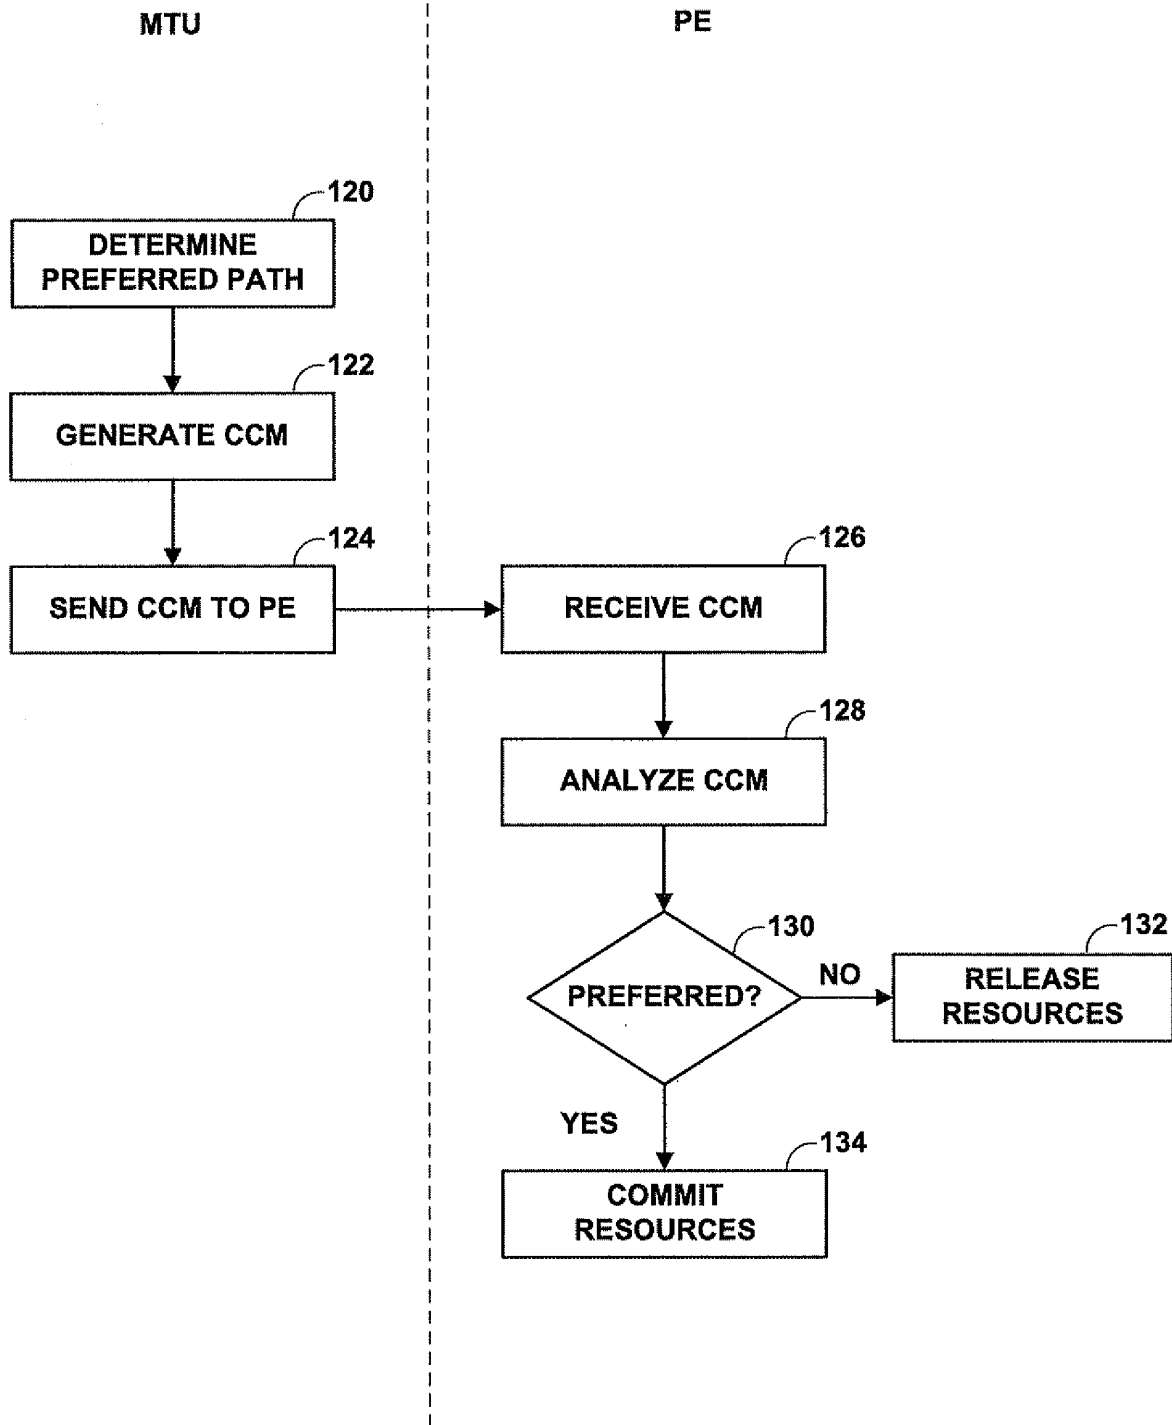 MTU
PE
120
DETERMINE
PREFERRED PATH
122
GENERATE CCM
124
SEND CCM TO PE
126
RECEIVE CCM
128
ANALYZE CCM
130
PREFERRED?
NO
132
RELEASE
RESOURCES
YES
134
COMMIT
RESOURCES